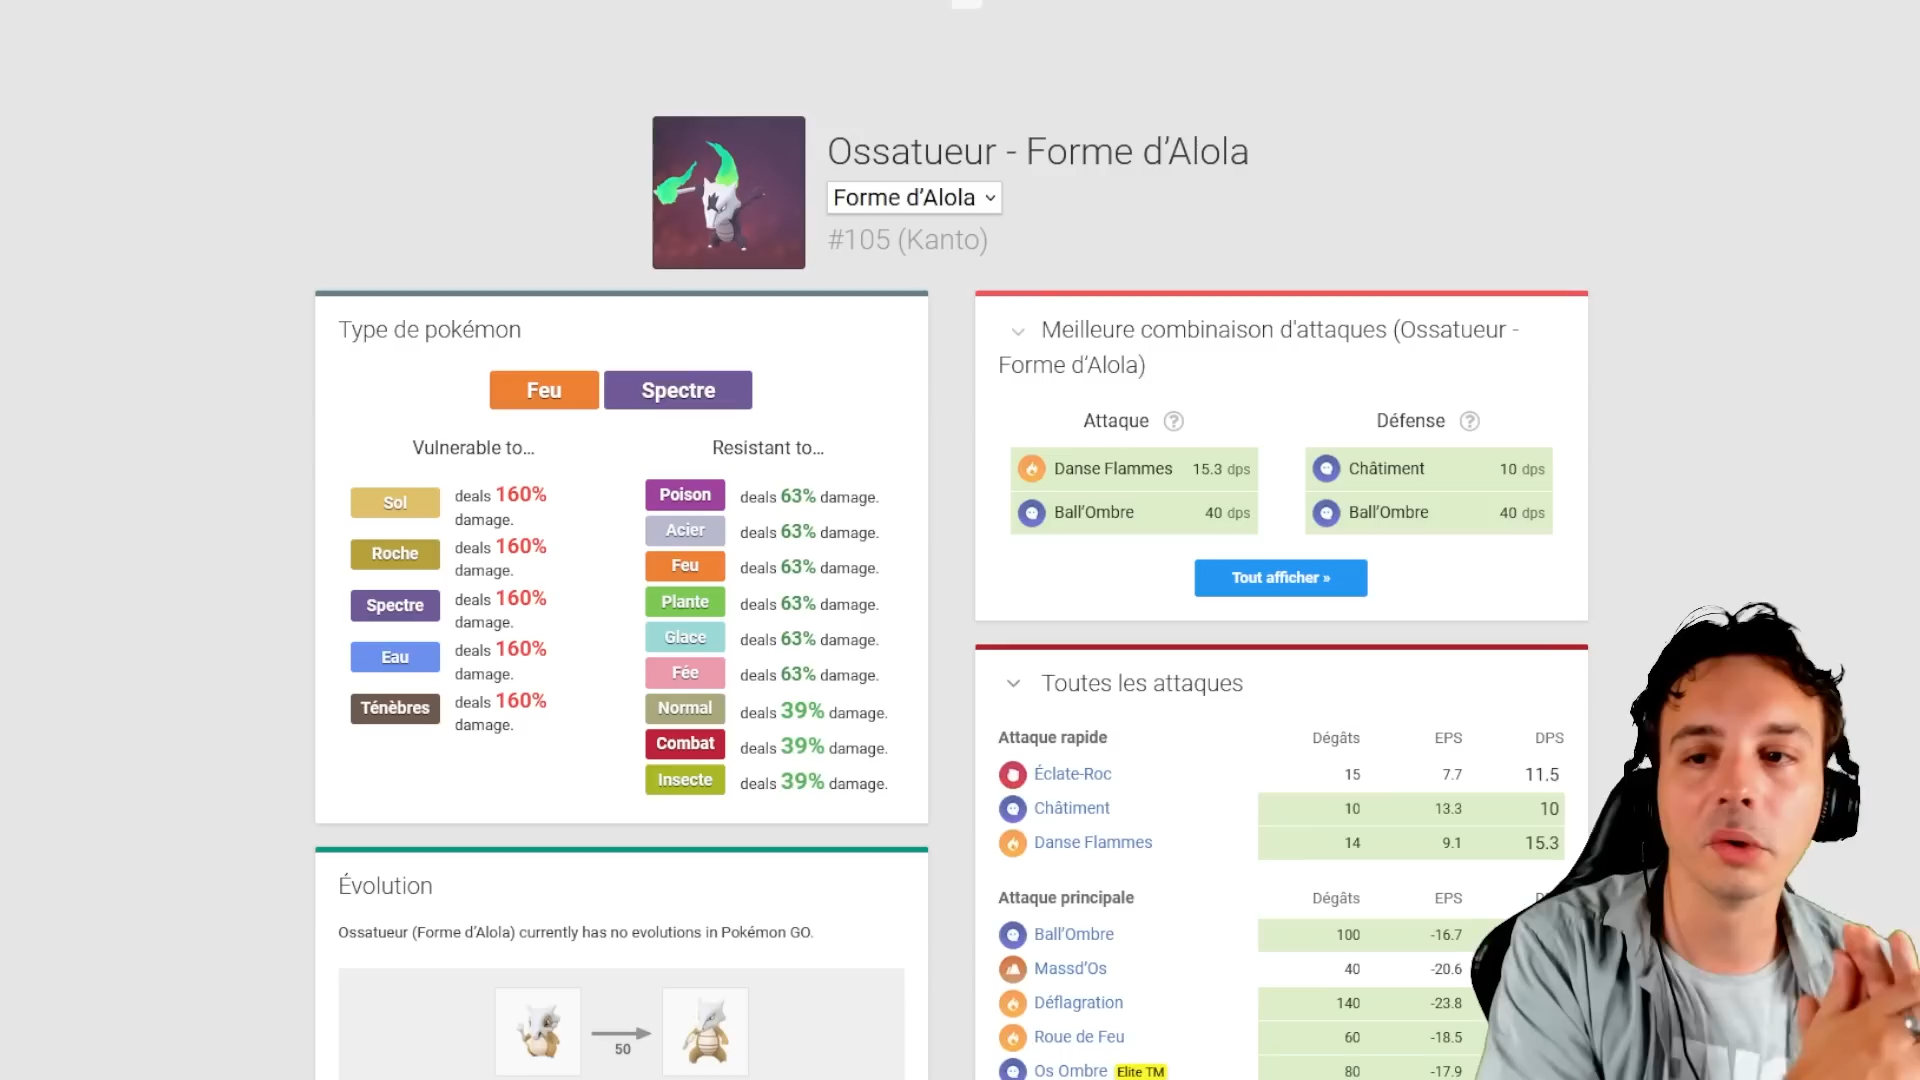 Ossatueur - Forme d’Alola
Forme d’Alola
#105 (Kanto)
Type de pokémon
Feu
Spectre
Vulnerable to...
Sol
deals 160%
damage.
Roche
deals 160%
damage.
Spectre
deals 160%
damage.
Eau
deals 160%
damage.
Ténèbres
deals 160%
damage.
Resistant to...
Poison deals 63% damage.
Acier deals 63% damage.
Feu deals 63% damage.
Plante deals 63% damage.
Glace deals 63% damage.
Fée deals 63% damage.
Normal deals 39% damage.
Combat deals 39% damage.
Insecte deals 39% damage.
Évolution
Ossatueur (Forme d’Alola) currently has no evolutions in Pokémon GO.
50
Meilleure combinaison d'attaques (Ossatueur -
Forme d’Alola)
Attaque ?
Danse Flammes 15.3 dps
Ball’Ombre 40 dps
Défense ?
Châtiment 10 dps
Ball’Ombre 40 dps
Tout afficher »
Toutes les attaques
Attaque rapide Dégâts EPS DPS
Éclate-Roc 15 7.7 11.5
Châtiment 10 13.3 10
Danse Flammes 14 9.1 15.3
Attaque principale Dégâts EPS
Ball’Ombre 100 -16.7
Massd’Os 40 -20.6
Déflagration 140 -23.8
Roue de Feu 60 -18.5
Os Ombre Elite TM 80 -17.9